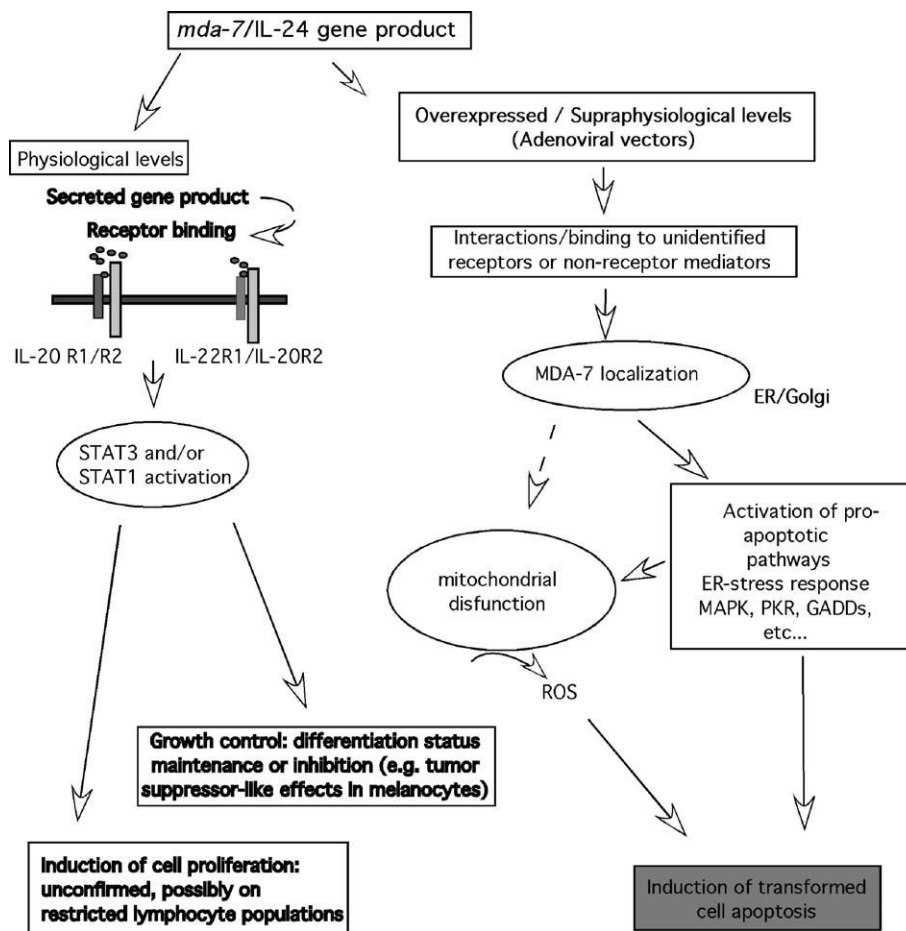 mda-7/IL-24 gene product
Physiological levels
Secreted gene product
Receptor binding
IL-20 R1/R2
IL-22R1/IL-20R2
STAT3 and/or
STAT1 activation
Growth control: differentiation status
maintenance or inhibition (e.g. tumor
suppressor-like effects in melanocytes)
Induction of cell proliferation:
unconfirmed, possibly on
restricted lymphocyte populations
Overexpressed / Supraphysiological levels
(Adenoviral vectors)
Interactions/binding to unidentified
receptors or non-receptor mediators
MDA-7 localization
ER/Golgi
Activation of pro-
apoptotic
pathways
ER-stress response
MAPK, PKR, GADDs,
etc...
mitochondrial
disfunction
ROS
Induction of transformed
cell apoptosis